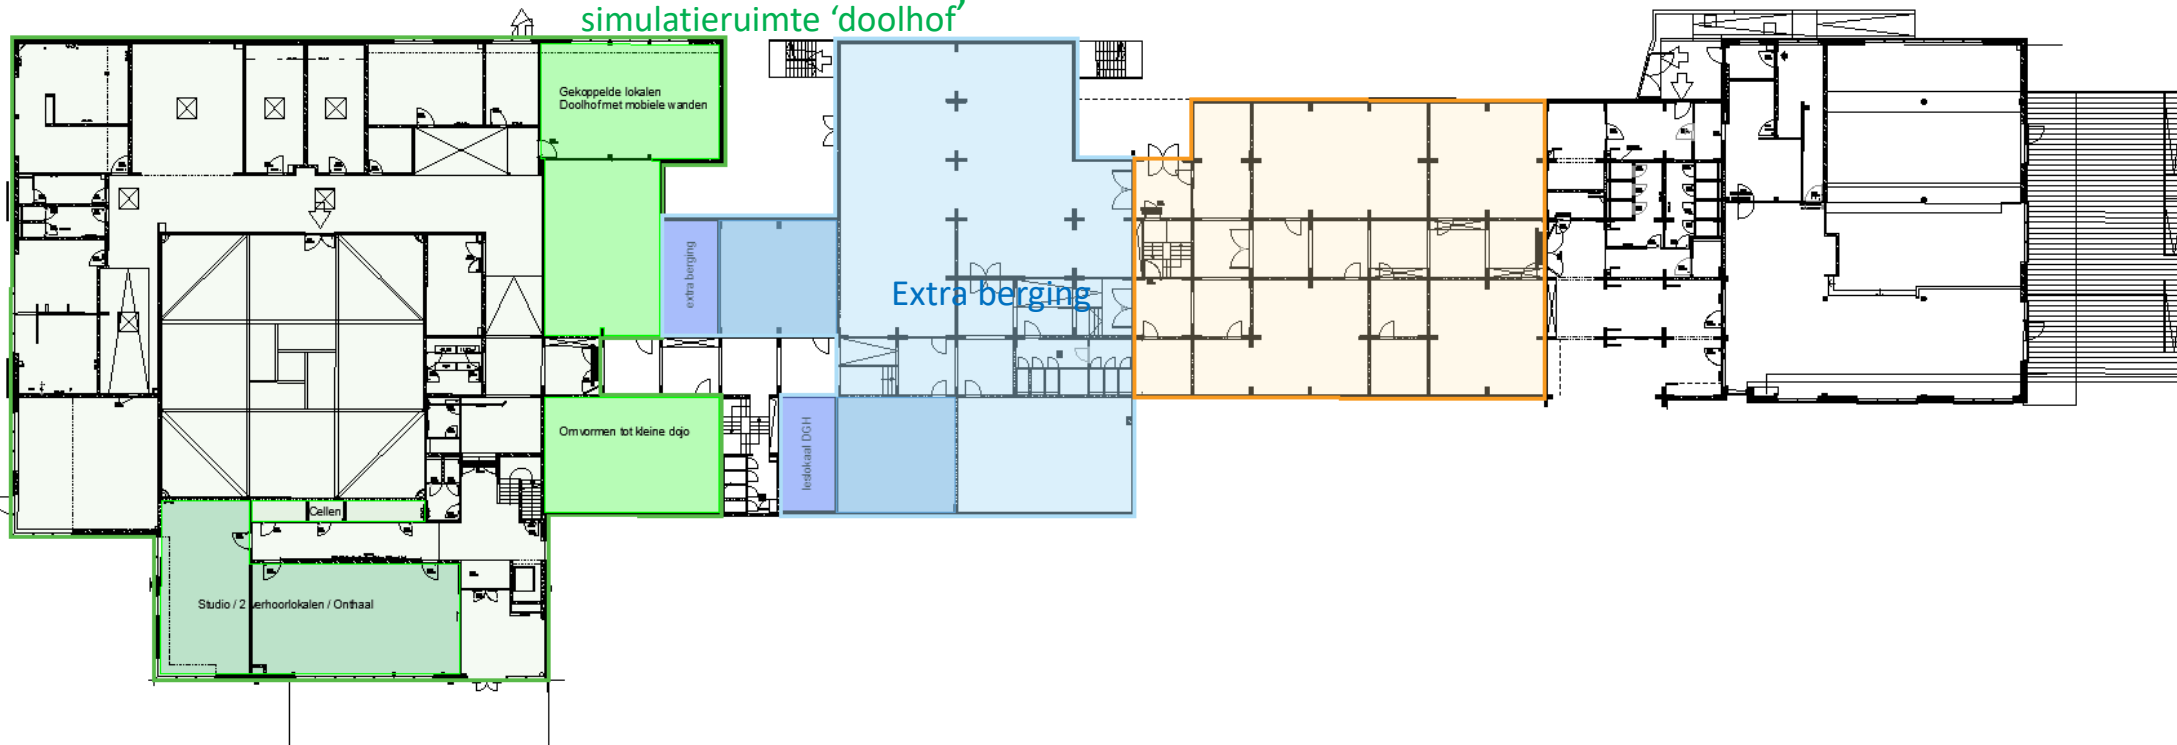 simulatieruimte ‘doolhof’
Gekoppelde lokalen
Doolhof met mobiele wanden
extra berging
Extra berging
Omvormen tot kleine dojo
leslokaal DGH
Cellen
Studio / 2 verhoorlokalen / Onthaal